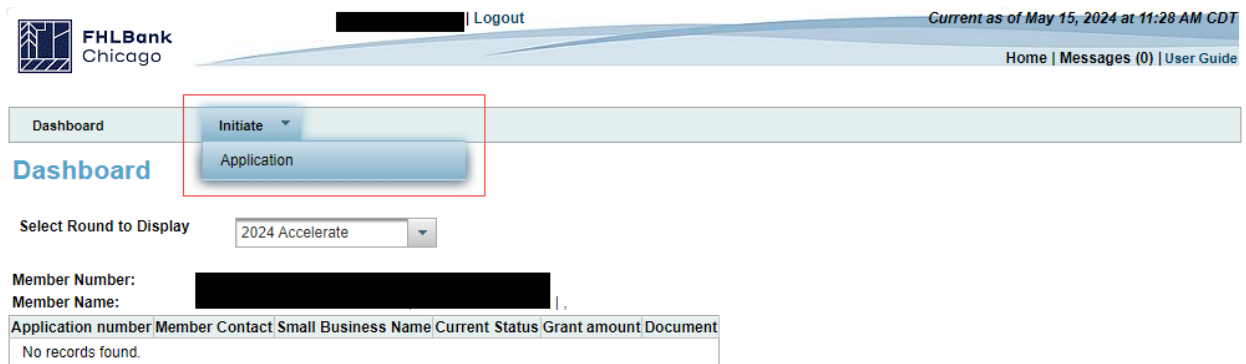 | Logout
Current as of May 15, 2024 at 11:28 AM CDT
FHLBank
Chicago
Home | Messages (0) | User Guide
Dashboard Initiate
Application
Dashboard
Select Round to Display 2024 Accelerate
Member Number:
Member Name: | ,
Application number Member Contact Small Business Name Current Status Grant amount Document
No records found.